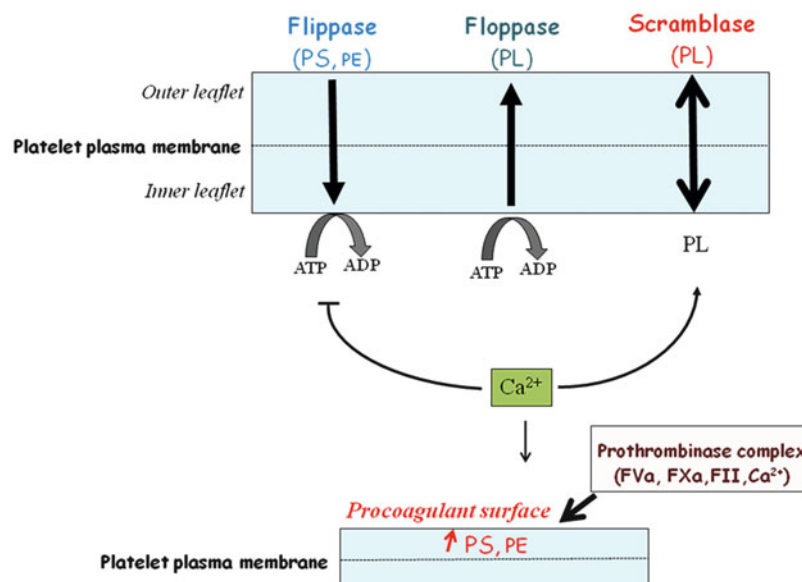 Flippase
(PS, PE)
Floppase
(PL)
Scramblase
(PL)
Outer leaflet
Platelet plasma membrane
Inner leaflet
ATP
ADP
ATP
ADP
PL
Ca²⁺
Prothrombinase complex
(FVa, FXa,FII,Ca²⁺)
Procoagulant surface
PS, PE
Platelet plasma membrane